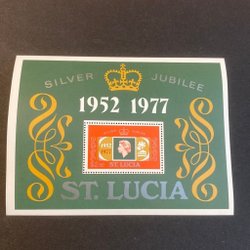 SILVER JUBILEE
1952 1977
ST. LUCIA
ST. LUCIA